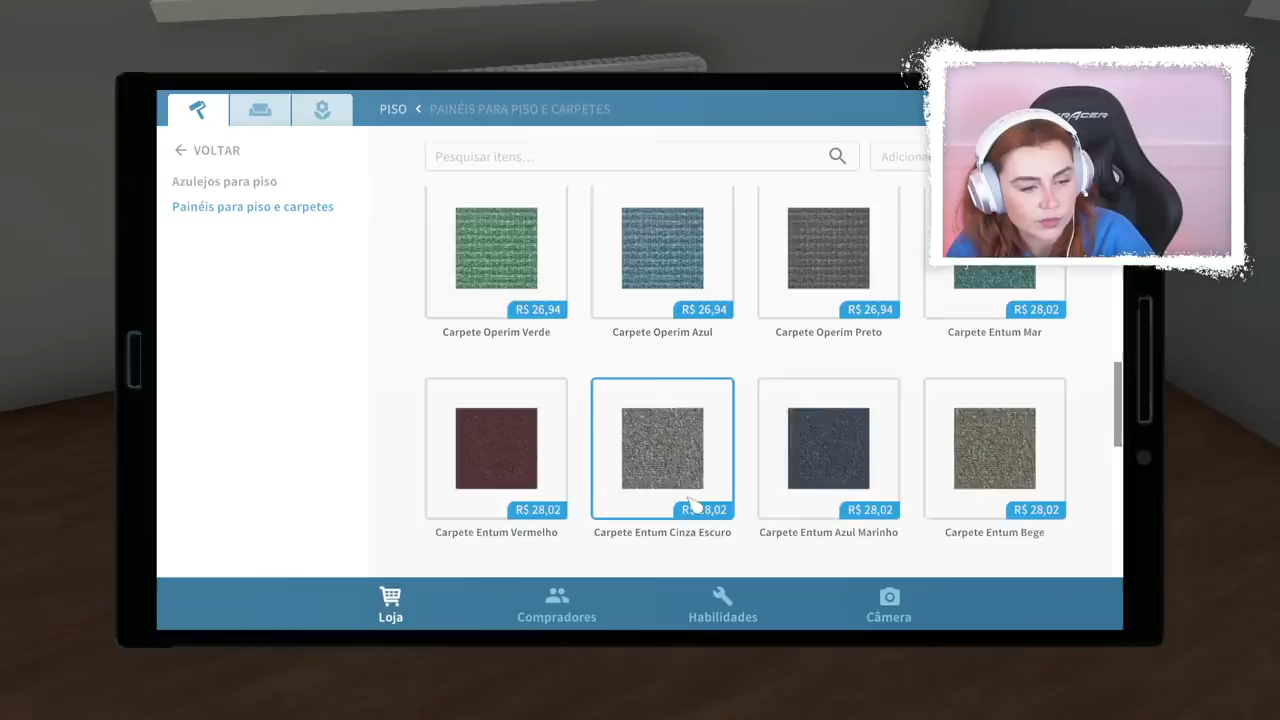 PISO < PAINÉIS PARA PISO E CARPETES
VOLTAR
Azulejos para piso
Painéis para piso e carpetes
Pesquisar itens...
R$ 26,94
R$ 26,94
R$ 26,94
R$ 28,02
Carpete Operim Verde
Carpete Operim Azul
Carpete Operim Preto
Carpete Entum Mar
R$ 28,02
R$ 28,02
R$ 28,02
Carpete Entum Vermelho
Carpete Entum Cinza Escuro
Carpete Entum Azul Marinho
Carpete Entum Bege
Loja
Compradores
Habilidades
Câmera